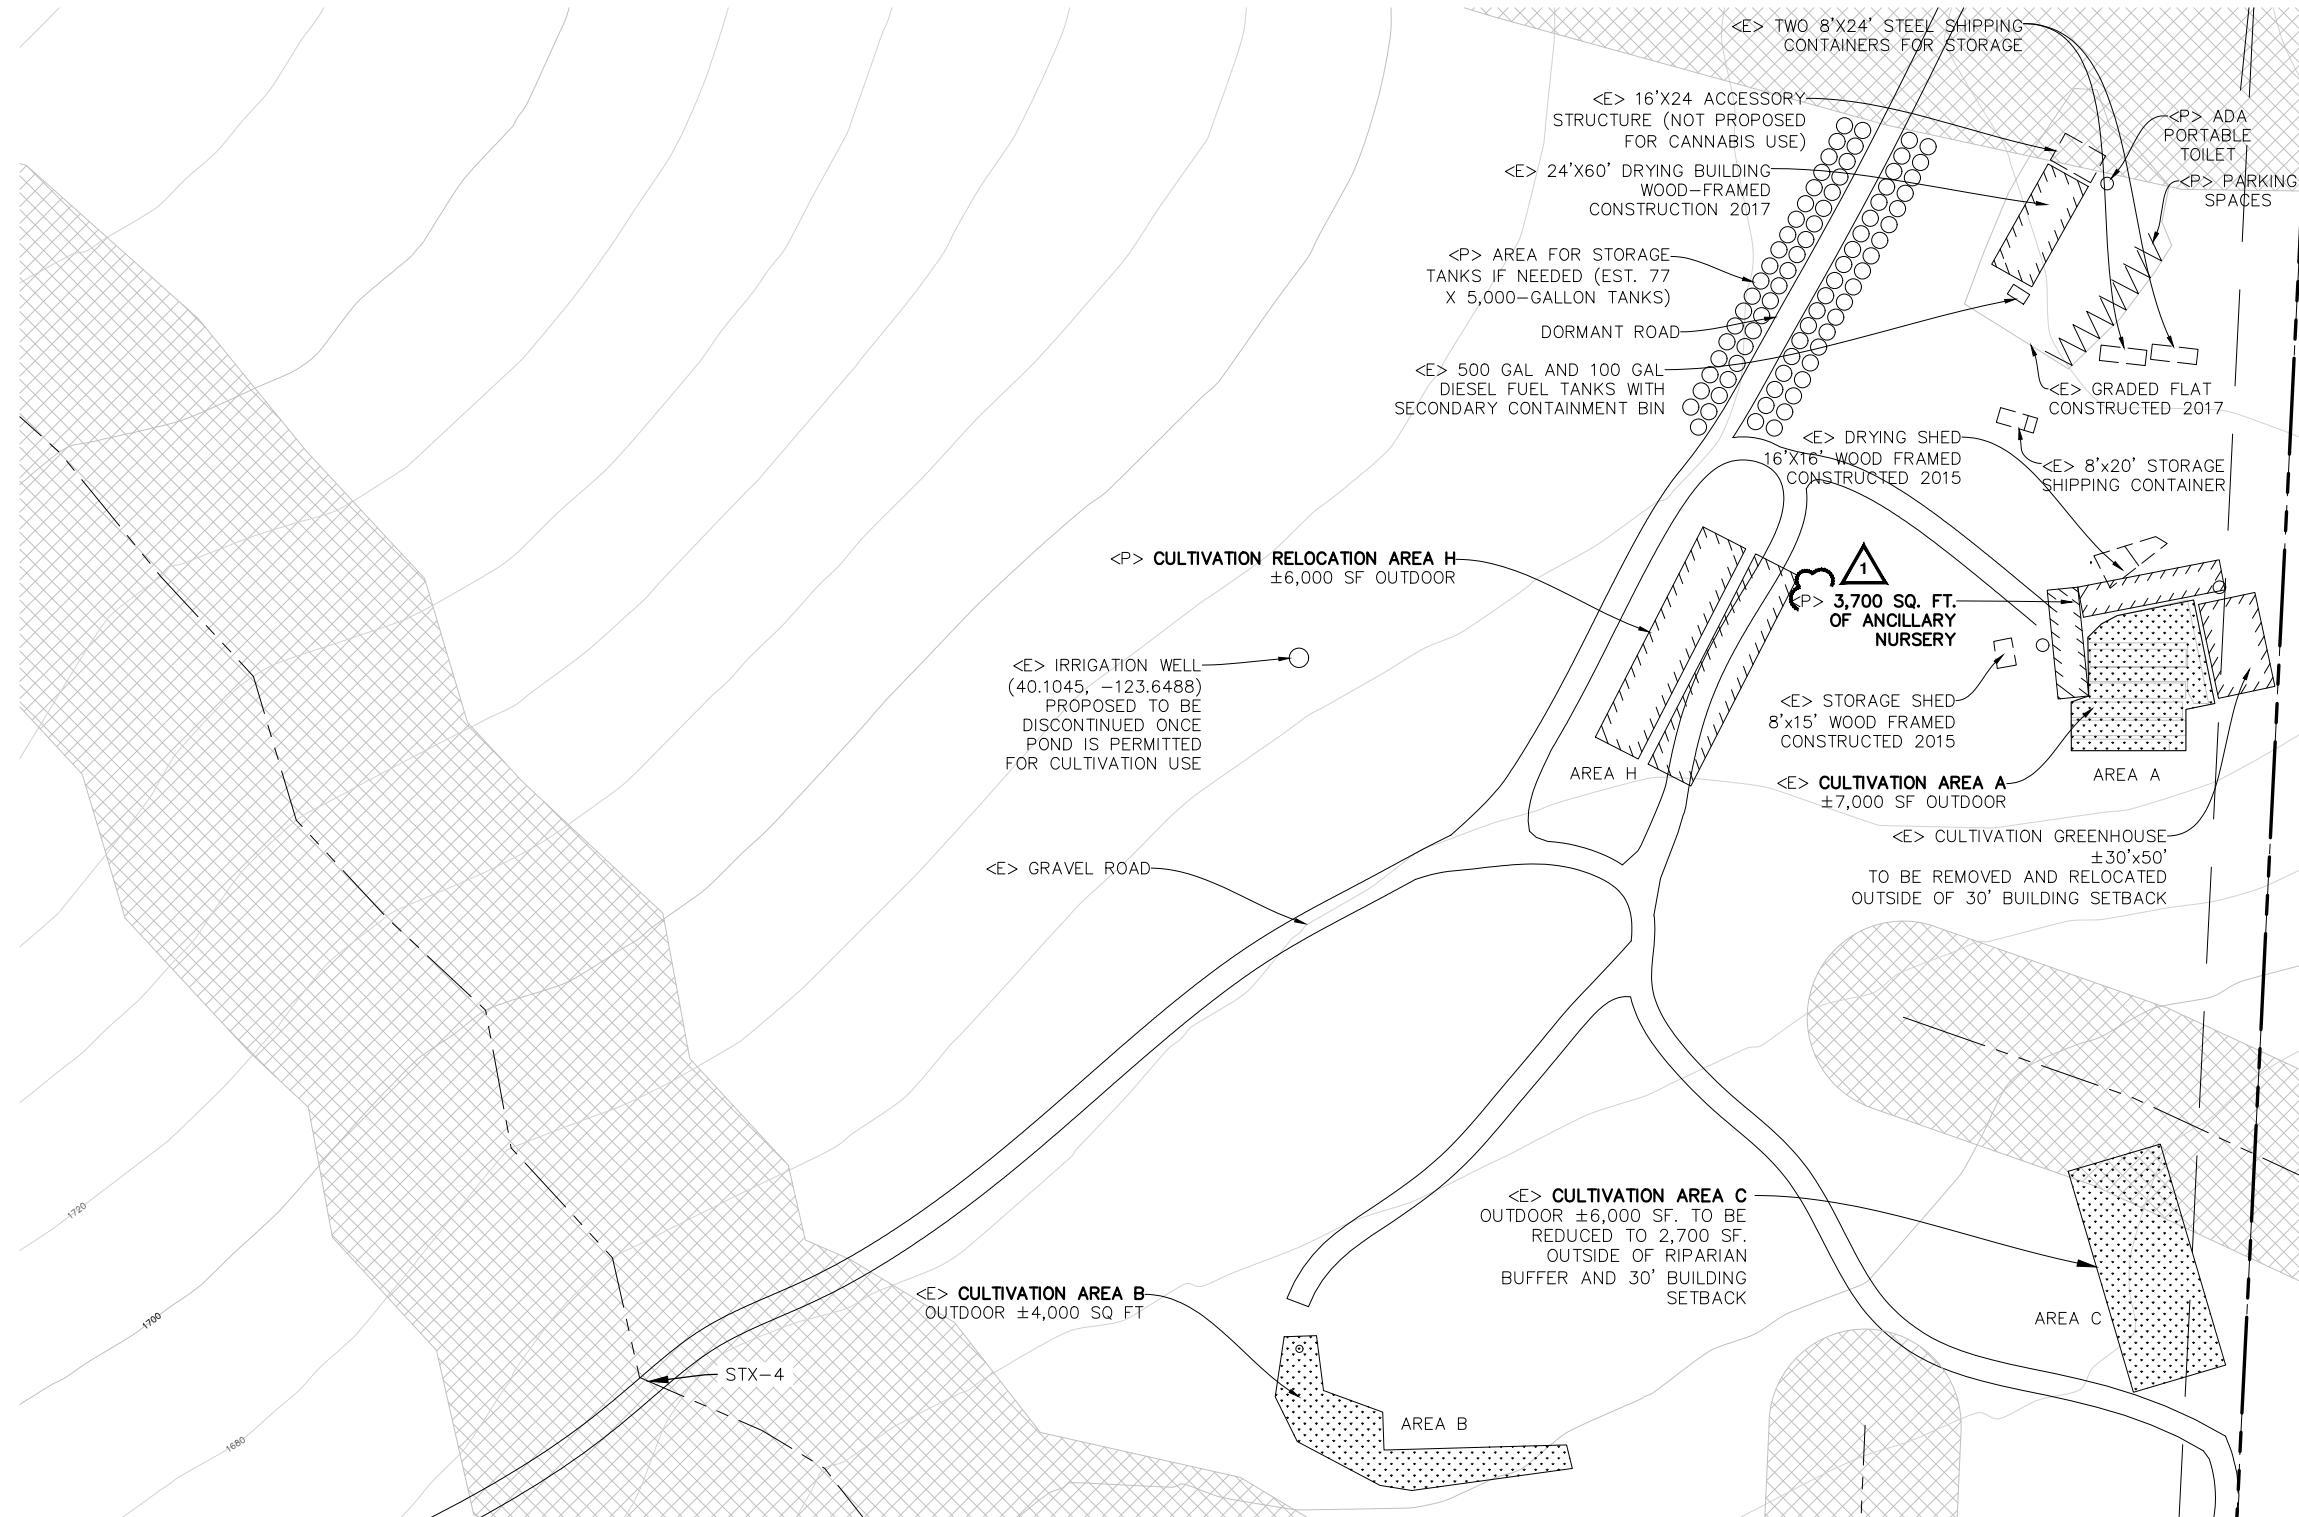 <E> TWO 8'X24' STEEL SHIPPING
CONTAINERS FOR STORAGE
<E> 16'X24 ACCESSORY
STRUCTURE (NOT PROPOSED
FOR CANNABIS USE)
<P> ADA
PORTABLE
TOILET
<E> 24'X60' DRYING BUILDING
WOOD-FRAMED
CONSTRUCTION 2017
<P> PARKING
SPACES
<P> AREA FOR STORAGE
TANKS IF NEEDED (EST. 77
X 5,000-GALLON TANKS)
DORMANT ROAD
<E> 500 GAL AND 100 GAL
DIESEL FUEL TANKS WITH
SECONDARY CONTAINMENT BIN
<E> GRADED FLAT
CONSTRUCTED 2017
<E> DRYING SHED
16'X16' WOOD FRAMED
CONSTRUCTED 2015
<E> 8'x20' STORAGE
SHIPPING CONTAINER
<P> CULTIVATION RELOCATION AREA H
±6,000 SF OUTDOOR
1
<P> 3,700 SQ. FT.
OF ANCILLARY
NURSERY
<E> IRRIGATION WELL
(40.1045, -123.6488)
PROPOSED TO BE
DISCONTINUED ONCE
POND IS PERMITTED
FOR CULTIVATION USE
<E> STORAGE SHED
8'x15' WOOD FRAMED
CONSTRUCTED 2015
AREA H
AREA A
<E> CULTIVATION AREA A
±7,000 SF OUTDOOR
<E> CULTIVATION GREENHOUSE
±30'x50'
TO BE REMOVED AND RELOCATED
OUTSIDE OF 30' BUILDING SETBACK
<E> GRAVEL ROAD
<E> CULTIVATION AREA C
OUTDOOR ±6,000 SF. TO BE
REDUCED TO 2,700 SF.
OUTSIDE OF RIPARIAN
BUFFER AND 30' BUILDING
SETBACK
1720
<E> CULTIVATION AREA B
OUTDOOR ±4,000 SQ FT
AREA C
1700
STX-4
AREA B
1680